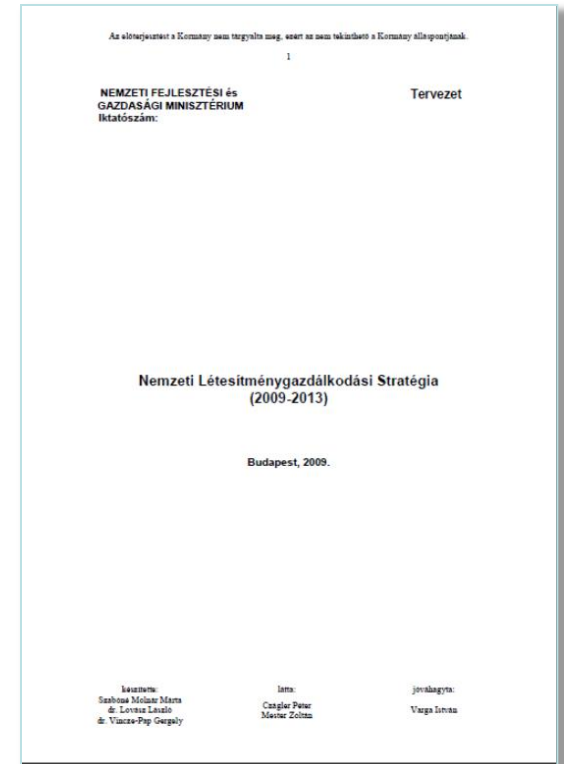 Az előterjesztést a Kormány nem tárgyalta meg, ezért az nem tekinthető a Kormány álláspontjának.
1
NEMZETI FEJLESZTÉSI és
GAZDASÁGI MINISZTÉRIUM
Iktatószám:
Tervezet
Nemzeti Létesítménygazdálkodási Stratégia
(2009-2013)
Budapest, 2009.
készítette:
Szabóné Molnár Márta
dr. Lovász László
dr. Vincze-Pap Gergely
látta:
Czágler Péter
Mester Zoltán
jóváhagyta:
Varga István